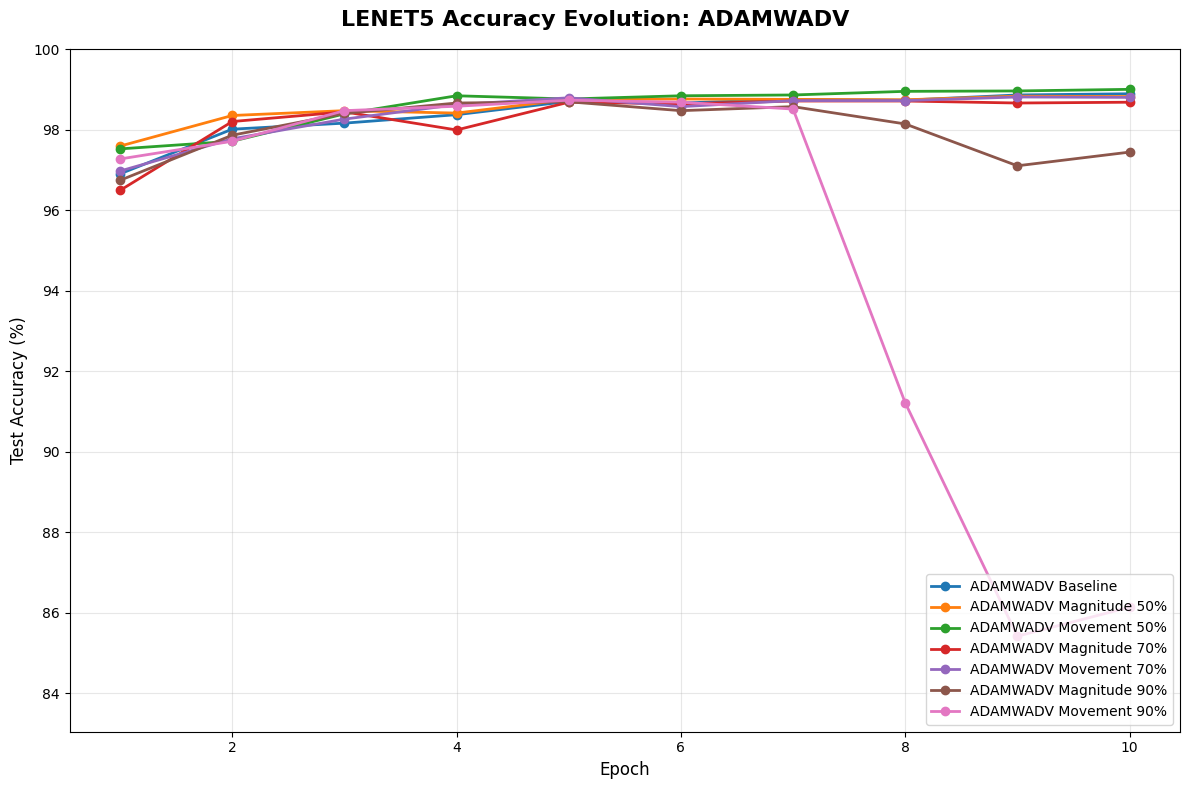 LENET5 Accuracy Evolution: ADAMWADV
100
98
96
94
92
90
88
86
84
Test Accuracy (%)
2
4
6
8
10
Epoch
ADAMWADV Baseline
ADAMWADV Magnitude 50%
ADAMWADV Movement 50%
ADAMWADV Magnitude 70%
ADAMWADV Movement 70%
ADAMWADV Magnitude 90%
ADAMWADV Movement 90%